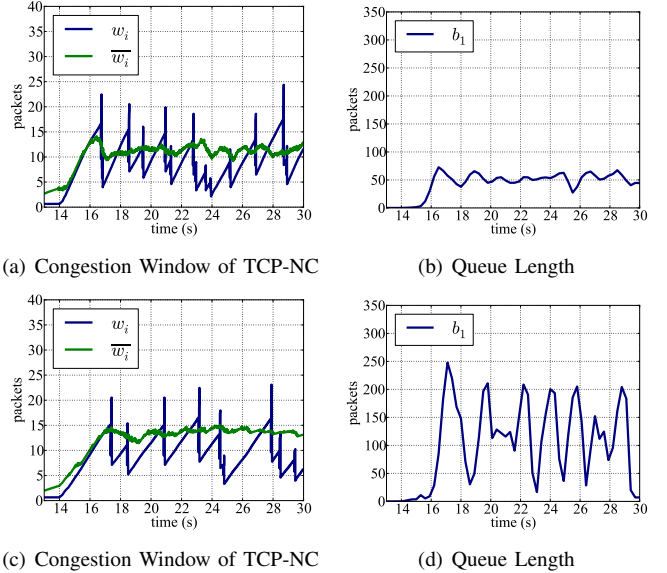 40
35
30
25
20
15
10
5
0
packets
w_i
\overline{w_i}
14 16 18 20 22 24 26 28 30
time (s)
(a) Congestion Window of TCP-NC
350
300
250
200
150
100
50
0
packets
b_1
14 16 18 20 22 24 26 28 30
time (s)
(b) Queue Length
40
35
30
25
20
15
10
5
0
packets
w_i
\overline{w_i}
14 16 18 20 22 24 26 28 30
time (s)
(c) Congestion Window of TCP-NC
350
300
250
200
150
100
50
0
packets
b_1
14 16 18 20 22 24 26 28 30
time (s)
(d) Queue Length